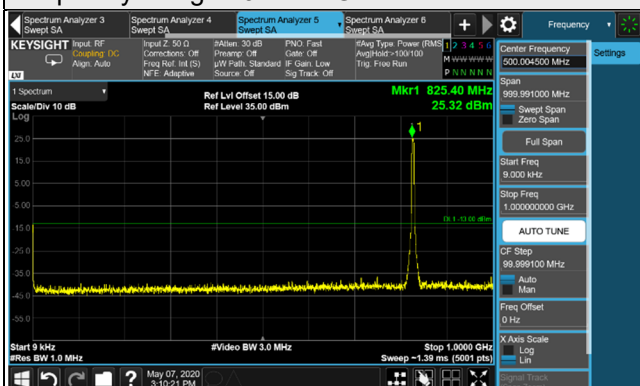 Spectrum Analyzer 3
Swept SA
Spectrum Analyzer 4
Swept SA
Spectrum Analyzer 5
Swept SA
Spectrum Analyzer 6
Swept SA
+
Frequency
KEYSIGHT
Input: RF
Coupling: DC
Align: Auto
Input Z: 50 Ω
Corrections: Off
Freq Ref: Int (S)
NFE: Adaptive
#Atten: 30 dB
Preamp: Off
µW Path: Standard
Source: Off
PNO: Fast
Gate: Off
IF Gain: Low
Sig Track: Off
#Avg Type: Power (RMS)
Avg|Hold:>100/100
Trig: Free Run
1 2 3 4 5 6
M W W W W W
P N N N N N
LXI
1 Spectrum
Scale/Div 10 dB
Log
Ref Lvl Offset 15.00 dB
Ref Level 35.00 dBm
Mkr1 825.40 MHz
25.32 dBm
1
25.0
15.0
5.00
-5.00
-15.0
-25.0
-35.0
-45.0
-55.0
DL1 -13.00 dBm
Start 9 kHz
#Res BW 1.0 MHz
#Video BW 3.0 MHz
Stop 1.0000 GHz
Sweep ~1.39 ms (5001 pts)
Center Frequency
500.004500 MHz
Settings
Span
999.991000 MHz
Swept Span
Zero Span
Full Span
Start Freq
9.000 kHz
Stop Freq
1.000000000 GHz
AUTO TUNE
CF Step
99.999100 MHz
Auto
Man
Freq Offset
0 Hz
X Axis Scale
Log
Lin
Signal Track
?
May 07, 2020
3:10:21 PM